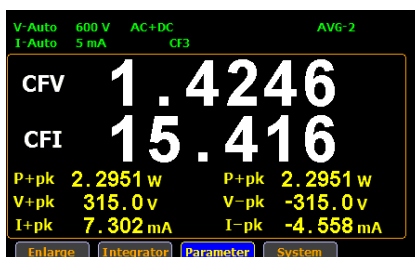 V-Auto 600 V AC+DC AVG-2
I-Auto 5 mA CF3
CFV 1.4246
CFI 15.416
P+pk 2.2951 W P-pk 2.2951 W
V+pk 315.0 V V-pk -315.0 V
I+pk 7.302 mA I-pk -4.558 mA
Enlarge Integrator Parameter System